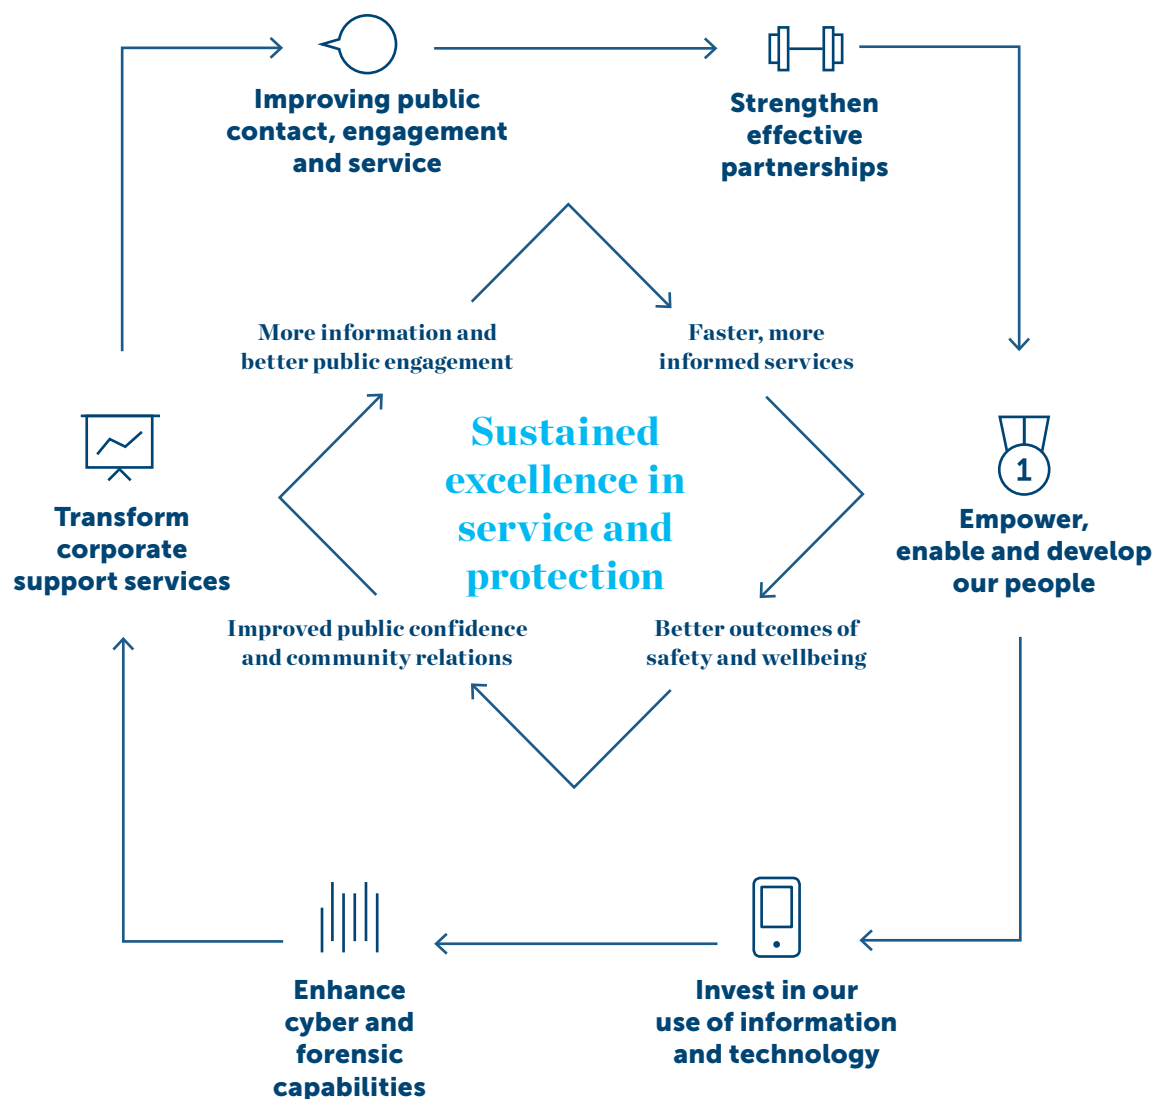 Improving public
contact, engagement
and service
Strengthen
effective
partnerships
More information and
better public engagement
Faster, more
informed services
Sustained
excellence in
service and
protection
Transform
corporate
support services
1
Empower,
enable and develop
our people
Improved public confidence
and community relations
Better outcomes of
safety and wellbeing
Enhance
cyber and
forensic
capabilities
Invest in our
use of information
and technology